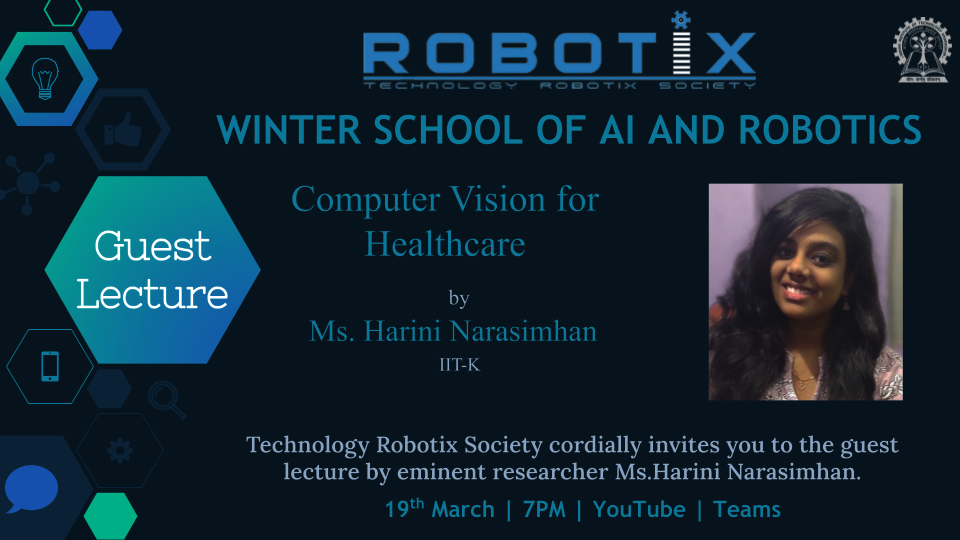 ROBOTIX
TECHNOLOGY ROBOTIX SOCIETY
WINTER SCHOOL OF AI AND ROBOTICS
Guest
Lecture
Computer Vision for
Healthcare
by
Ms. Harini Narasimhan
IIT-K
Technology Robotix Society cordially invites you to the guest
lecture by eminent researcher Ms.Harini Narasimhan.
19th March | 7PM | YouTube | Teams